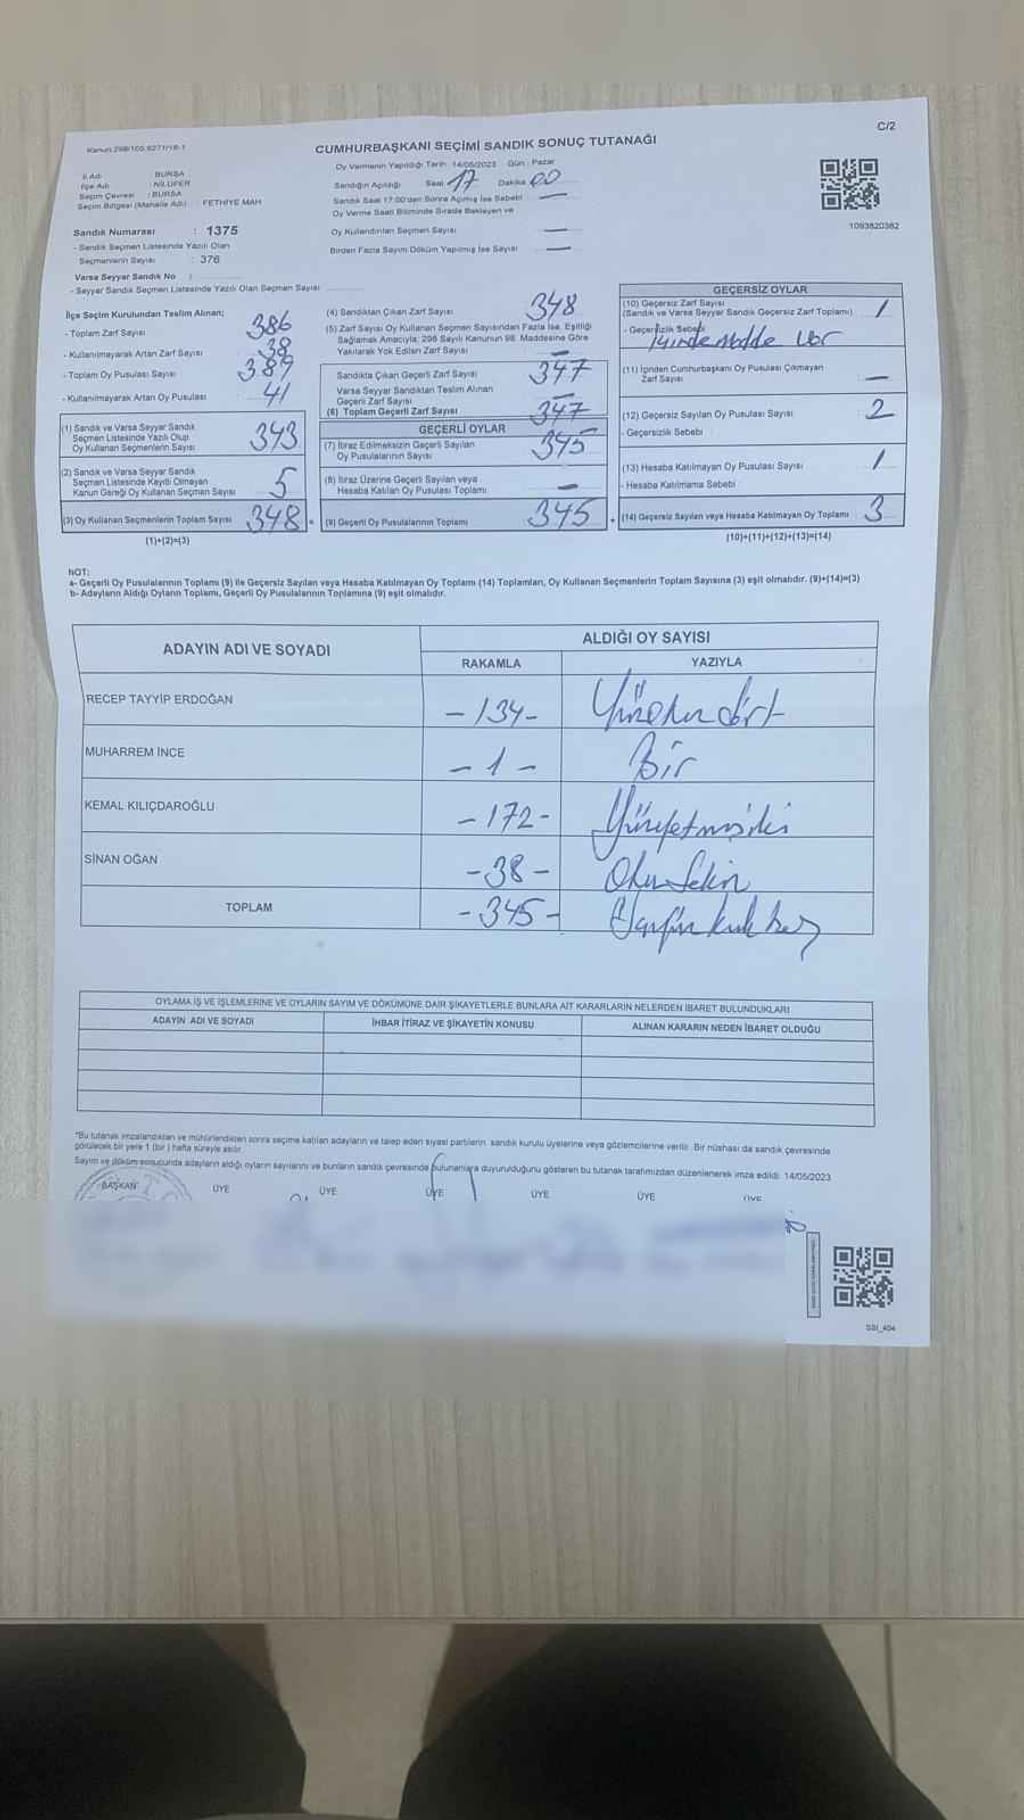 C/2
Kanun:298/105,6271/18-1
CUMHURBAŞKANI SEÇİMİ SANDIK SONUÇ TUTANAĞI
İl Adı : BURSA
İlçe Adı : NİLÜFER
Seçim Çevresi : BURSA
Seçim Bölgesi (Mahalle Adı) : FETHİYE MAH
Oy Vermenin Yapıldığı Tarih: 14/05/2023 Gün : Pazar
Sandığın Açıldığı Saat 17 Dakika 00
Sandık Saat 17:00'den Sonra Açılmış İse Sebebi —
Oy Verme Saati Bitiminde Sırada Bekleyen ve
Oy Kullandırılan Seçmen Sayısı —
Birden Fazla Sayım Döküm Yapılmış İse Sayısı —
1093820362
Sandık Numarası : 1375
- Sandık Seçmen Listesinde Yazılı Olan
Seçmenlerin Sayısı : 376
Varsa Seyyar Sandık No :
- Seyyar Sandık Seçmen Listesinde Yazılı Olan Seçmen Sayısı
İlçe Seçim Kurulundan Teslim Alınan;
- Toplam Zarf Sayısı 386
- Kullanılmayarak Artan Zarf Sayısı 38
- Toplam Oy Pusulası Sayısı 389
- Kullanılmayarak Artan Oy Pusulası 41
(1) Sandık ve Varsa Seyyar Sandık
Seçmen Listesinde Yazılı Olup
Oy Kullanan Seçmenlerin Sayısı 343
(2) Sandık ve Varsa Seyyar Sandık
Seçmen Listesinde Kaydı Olmayan
Kanun Gereği Oy Kullanan Seçmen Sayısı 5
(3) Oy Kullanan Seçmenlerin Toplam Sayısı 348 =
(1)+(2)=(3)
(4) Sandıktan Çıkan Zarf Sayısı 348
(5) Zarf Sayısı Oy Kullanan Seçmen Sayısından Fazla İse, Eşitliği
Sağlamak Amacıyla; 298 Sayılı Kanunun 98. Maddesine Göre
Yakılarak Yok Edilen Zarf Sayısı —
Sandıkta Çıkan Geçerli Zarf Sayısı 347
Varsa Seyyar Sandıktan Teslim Alınan
Geçerli Zarf Sayısı —
(6) Toplam Geçerli Zarf Sayısı 347
GEÇERLİ OYLAR
(7) İtiraz Edilmeksizin Geçerli Sayılan
Oy Pusulalarının Sayısı 345
(8) İtiraz Üzerine Geçerli Sayılan veya
Hesaba Katılan Oy Pusulası Toplamı —
(9) Geçerli Oy Pusulalarının Toplamı 345 +
GEÇERSİZ OYLAR
(10) Geçersiz Zarf Sayısı
(Sandık ve Varsa Seyyar Sandık Geçersiz Zarf Toplamı) 1
- Geçersizlik Sebebi
İçinde Madde Var
(11) İçinden Cumhurbaşkanı Oy Pusulası Çıkmayan
Zarf Sayısı —
(12) Geçersiz Sayılan Oy Pusulası Sayısı 2
- Geçersizlik Sebebi
(13) Hesaba Katılmayan Oy Pusulası Sayısı 1
- Hesaba Katılmama Sebebi
(14) Geçersiz Sayılan veya Hesaba Katılmayan Oy Toplamı 3
(10)+(11)+(12)+(13)=(14)
NOT:
a- Geçerli Oy Pusulalarının Toplamı (9) ile Geçersiz Sayılan veya Hesaba Katılmayan Oy Toplamı (14) Toplamları, Oy Kullanan Seçmenlerin Toplam Sayısına (3) eşit olmalıdır. (9)+(14)=(3)
b- Adayların Aldığı Oyların Toplamı, Geçerli Oy Pusulalarının Toplamına (9) eşit olmalıdır.
ADAYIN ADI VE SOYADI
ALDIĞI OY SAYISI
RAKAMLA YAZIYLA
RECEP TAYYİP ERDOĞAN -134- Yüzotuzdört
MUHARREM İNCE -1- Bir
KEMAL KILIÇDAROĞLU -172- Yüzyetmişiki
SİNAN OĞAN -38- Otuzsekiz
TOPLAM -345- Üçyüzkırkbeş
OYLAMA İŞ VE İŞLEMLERİNE VE OYLARIN SAYIM VE DÖKÜMÜNE DAİR ŞİKAYETLERLE BUNLARA AİT KARARLARIN NELERDEN İBARET BULUNDUKLARI
ADAYIN ADI VE SOYADI İHBAR İTİRAZ VE ŞİKAYETİN KONUSU ALINAN KARARIN NEDEN İBARET OLDUĞU
*Bu tutanak imzalandıktan ve mühürlendikten sonra seçime katılan adayların ve talep eden siyasi partilerin, sandık kurulu üyelerine veya gözlemcilerine verilir. Bir nüshası da sandık çevresinde
görülecek bir yere 1 (bir ) hafta süreyle asılır.
Sayım ve döküm sonucunda adayların aldığı oyların sayılarını ve bunların sandık çevresinde bulunanlara duyurulduğunu gösteren bu tutanak tarafımızdan düzenlenerek imza edildi. 14/05/2023
BAŞKAN ÜYE ÜYE ÜYE ÜYE ÜYE ÜYE
SSI_404